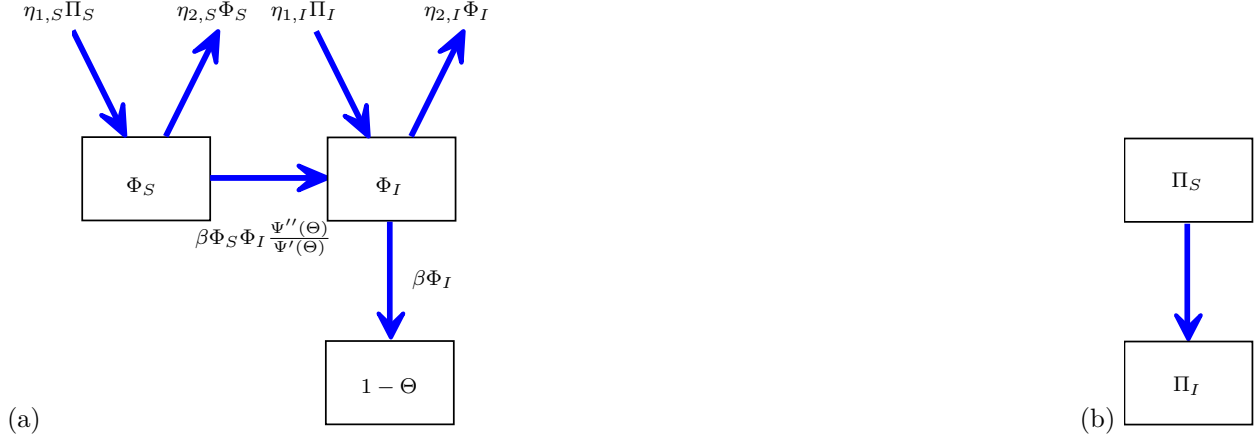 η₁,SΠS η₂,SΦS η₁,IΠI η₂,IΦI
ΦS ΦI ΠS
βΦSΦI Ψ′′(Θ)/Ψ′(Θ)
βΦI
1 − Θ ΠI
(a) (b)